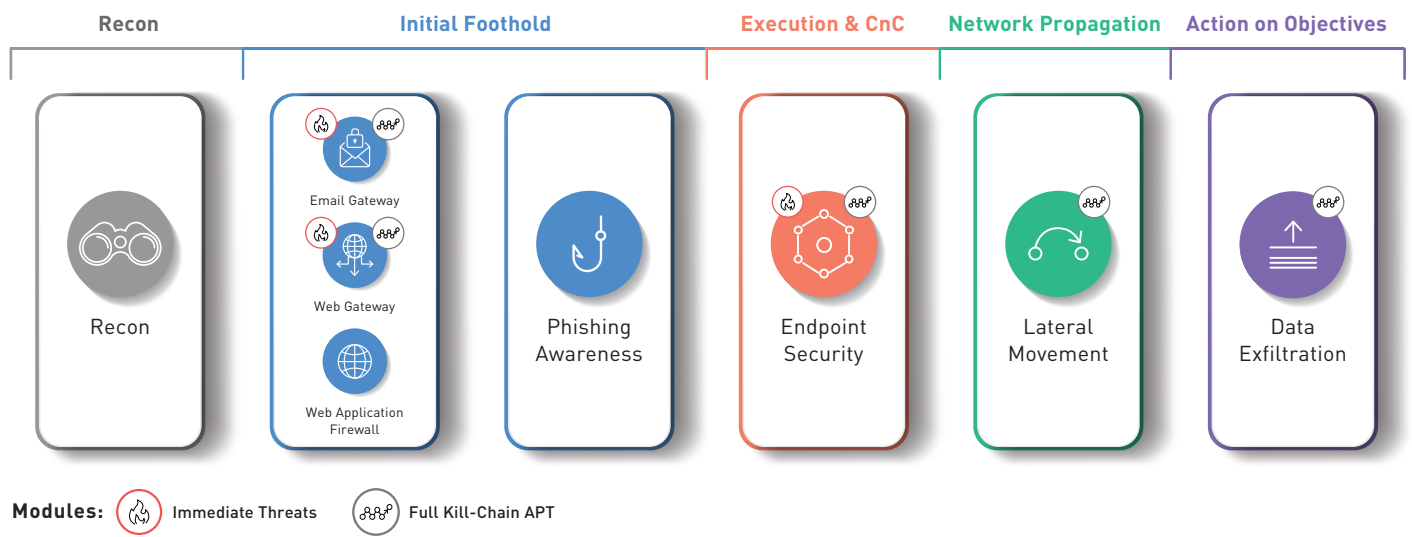 Recon
Initial Foothold
Execution & CnC
Network Propagation
Action on Objectives
Recon
Email Gateway
Web Gateway
Web Application
Firewall
Phishing
Awareness
Endpoint
Security
Lateral
Movement
Data
Exfiltration
Modules:
Immediate Threats
Full Kill-Chain APT